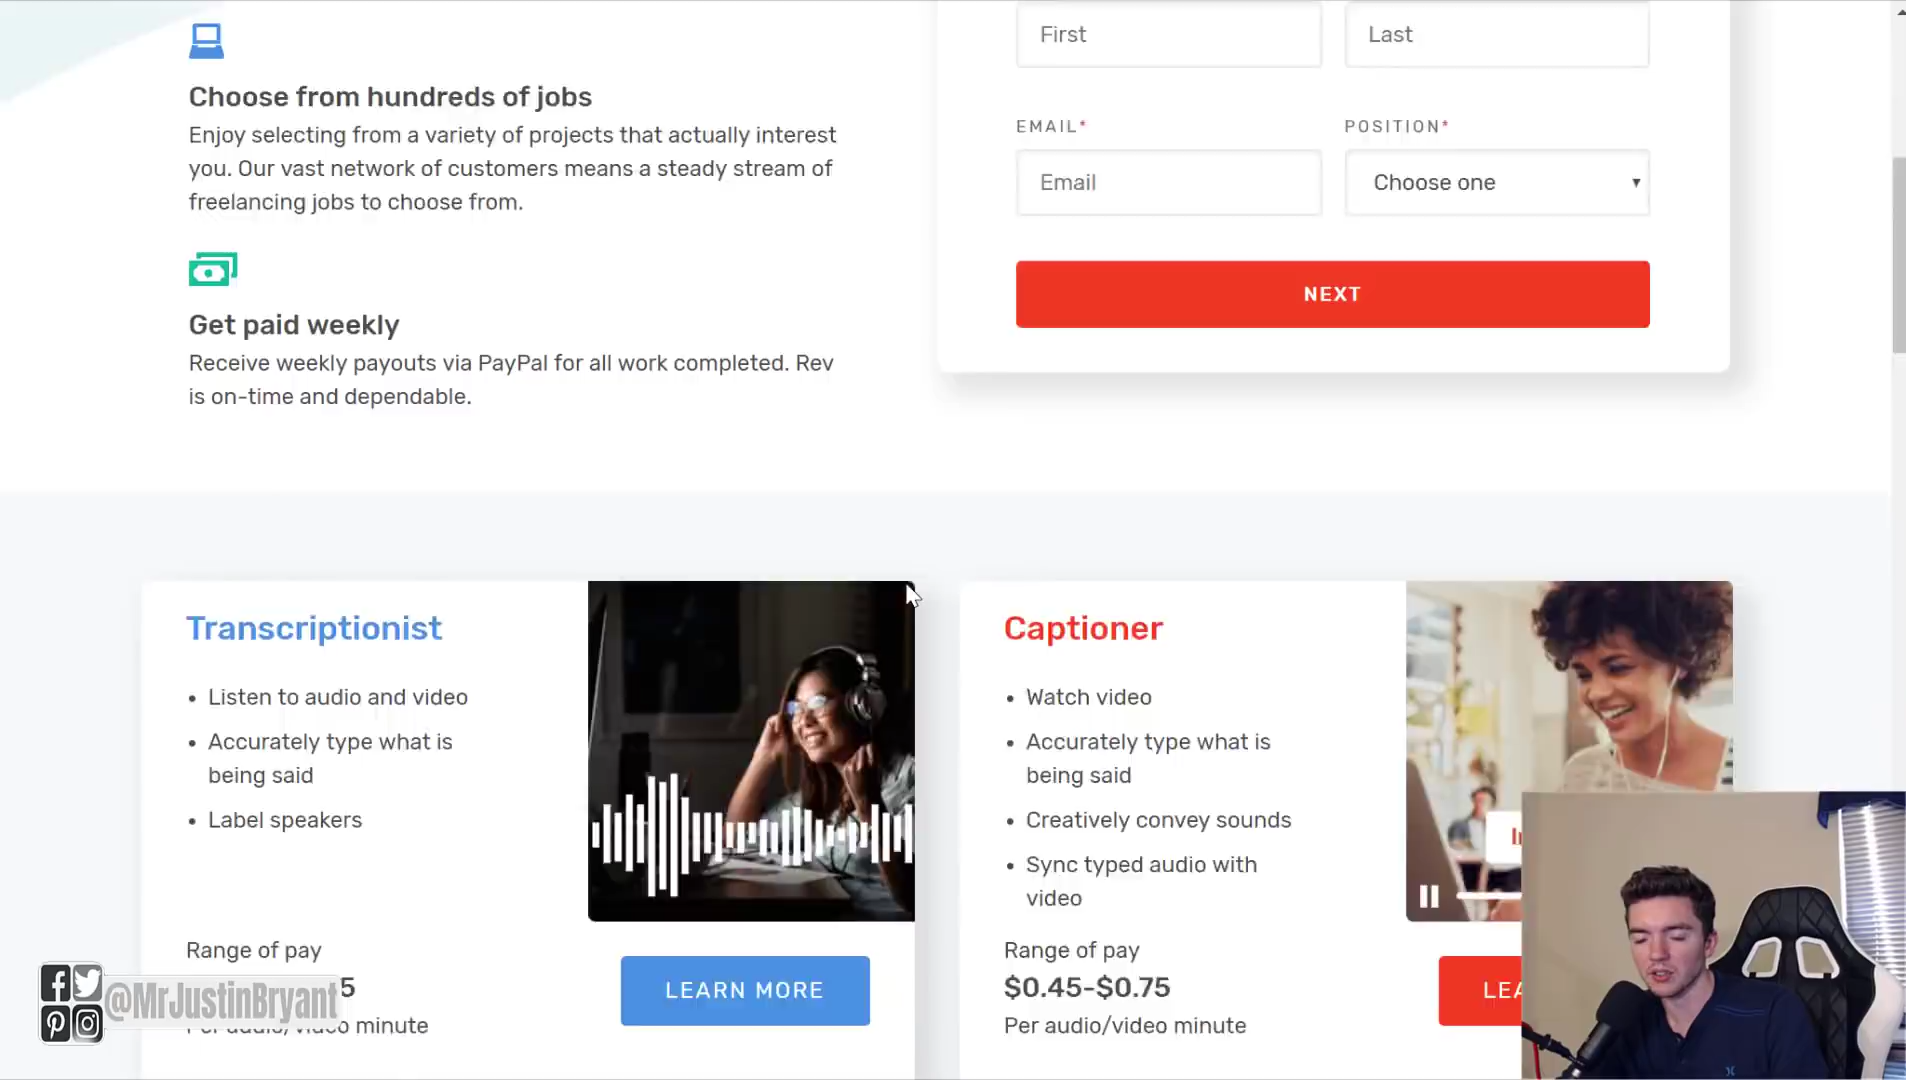 First
Last
Choose from hundreds of jobs
Enjoy selecting from a variety of projects that actually interest
you. Our vast network of customers means a steady stream of
freelancing jobs to choose from.
EMAIL*
POSITION*
Email
Choose one
NEXT
Get paid weekly
Receive weekly payouts via PayPal for all work completed. Rev
is on-time and dependable.
Transcriptionist
Listen to audio and video
Accurately type what is
being said
Label speakers
Range of pay
5
Per audio/video minute
LEARN MORE
Captioner
Watch video
Accurately type what is
being said
Creatively convey sounds
Sync typed audio with
video
Range of pay
$0.45-$0.75
Per audio/video minute
LEA
@MrJustinBryant